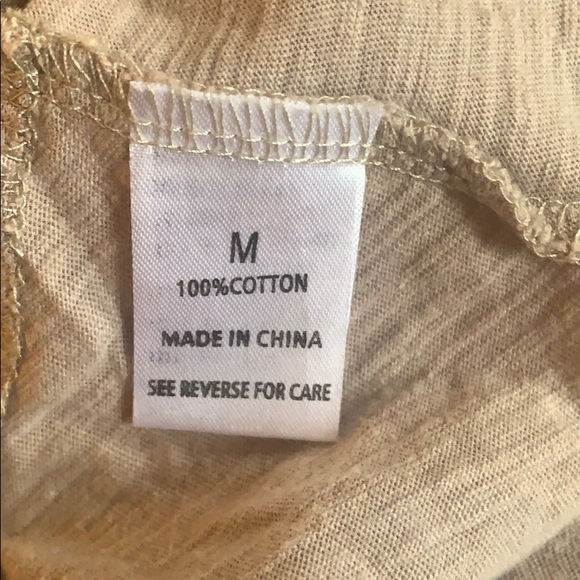 M
100%COTTON
MADE IN CHINA
SEE REVERSE FOR CARE